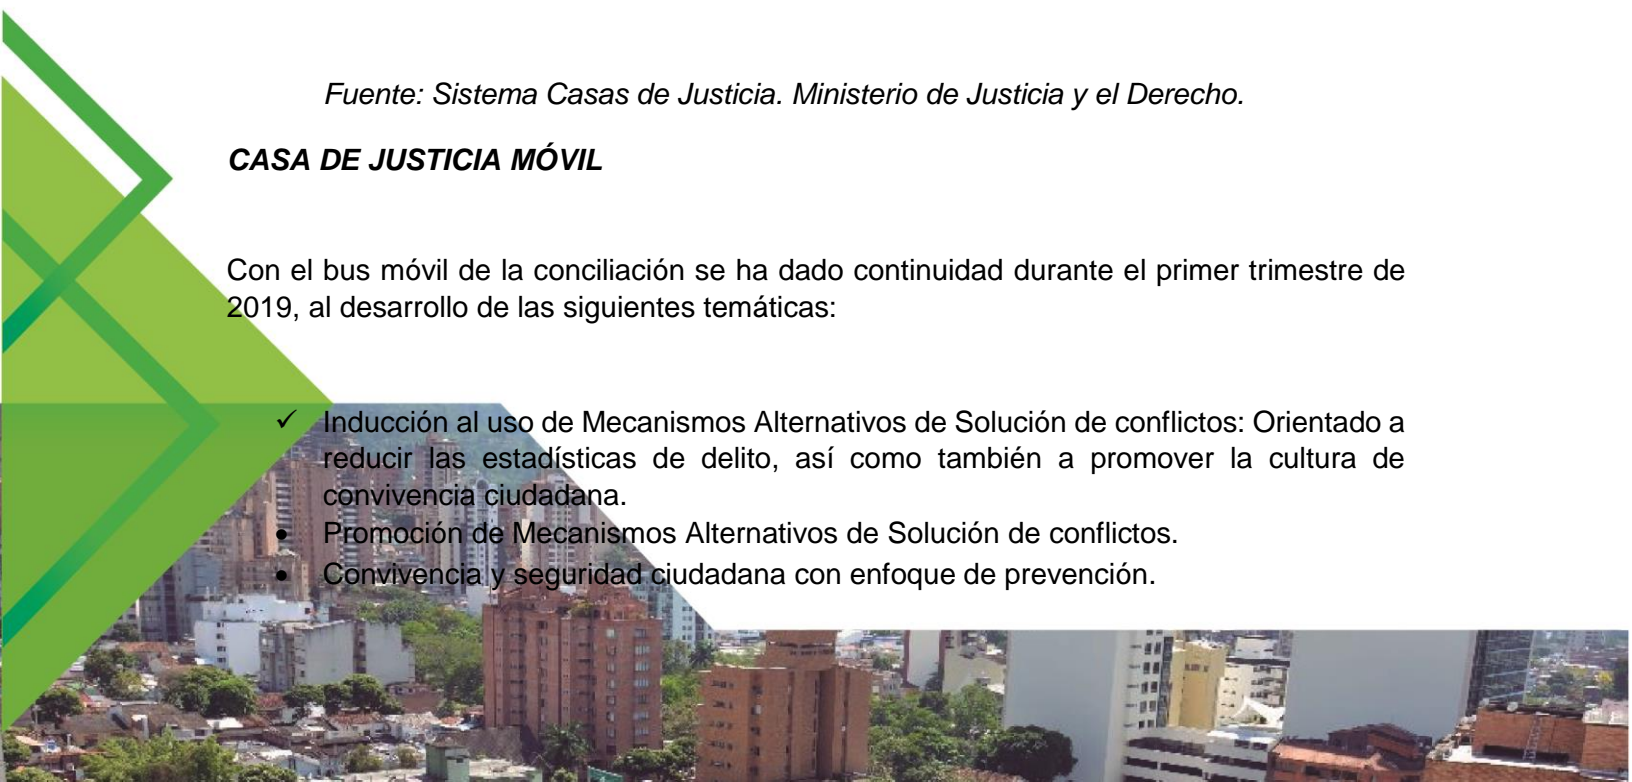 Fuente: Sistema Casas de Justicia. Ministerio de Justicia y el Derecho.
CASA DE JUSTICIA MÓVIL
Con el bus móvil de la conciliación se ha dado continuidad durante el primer trimestre de
2019, al desarrollo de las siguientes temáticas:
✓ Inducción al uso de Mecanismos Alternativos de Solución de conflictos: Orientado a
reducir las estadísticas de delito, así como también a promover la cultura de
convivencia ciudadana.
• Promoción de Mecanismos Alternativos de Solución de conflictos.
• Convivencia y seguridad ciudadana con enfoque de prevención.